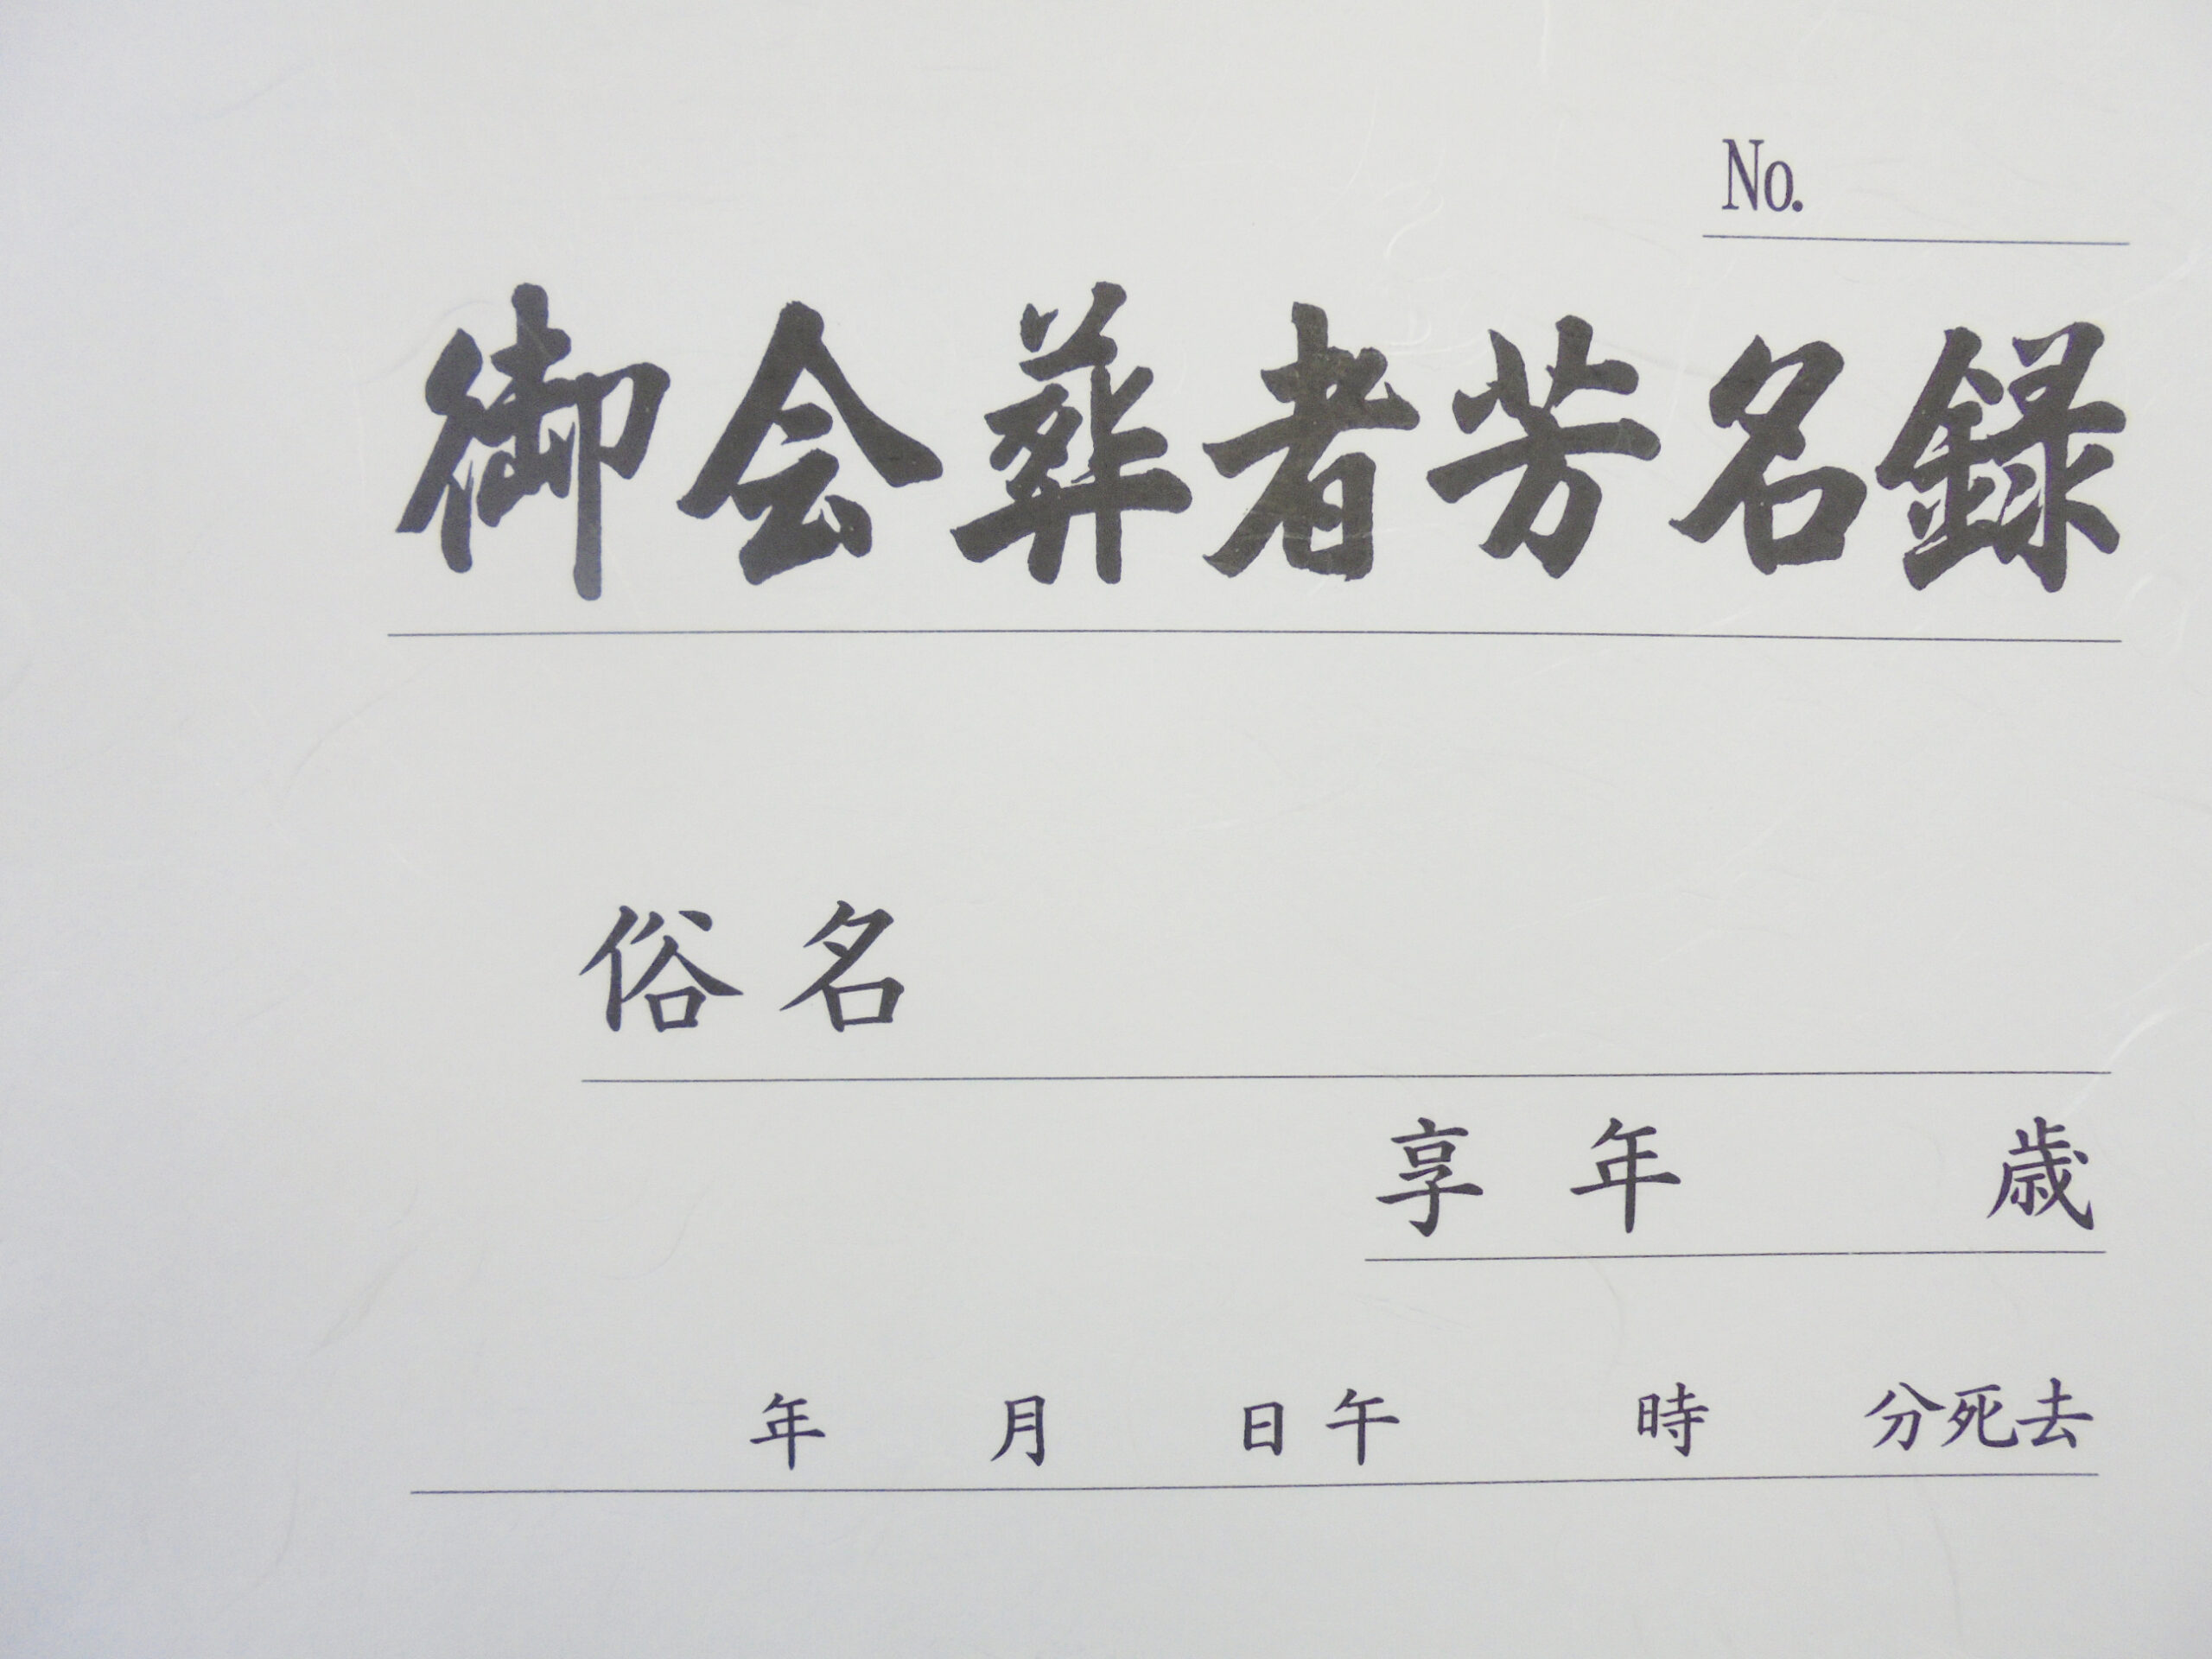 No.
御会葬者芳名録
俗名
享年 歳
年 月 日午 時 分死去